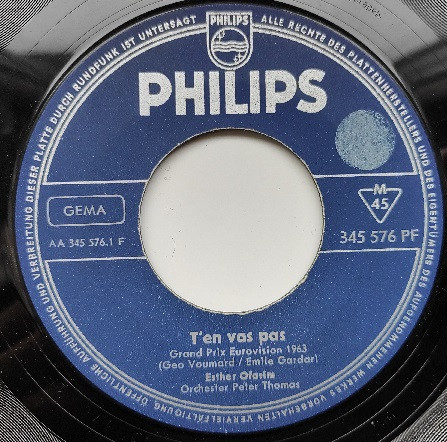 ALLE RECHTE DES PLATTENHERSTELLERS UND DES EIGENTÜMERS DES AUFGENOMMENEN WERKES VORBEHALTEN VERVIELFÄLTIGUNG, ÖFFENTLICHE AUFFÜHRUNG UND VERBREITUNG DIESER PLATTE DURCH RUNDFUNK IST UNTERSAGT
PHILIPS
PHILIPS
GEMA
M
45
AA 345 576.1 F
345 576 PF
T'en vas pas
Grand Prix Eurovision 1963
(Geo Voumard / Emile Gardaz)
Esther Ofarim
Orchester Peter Thomas